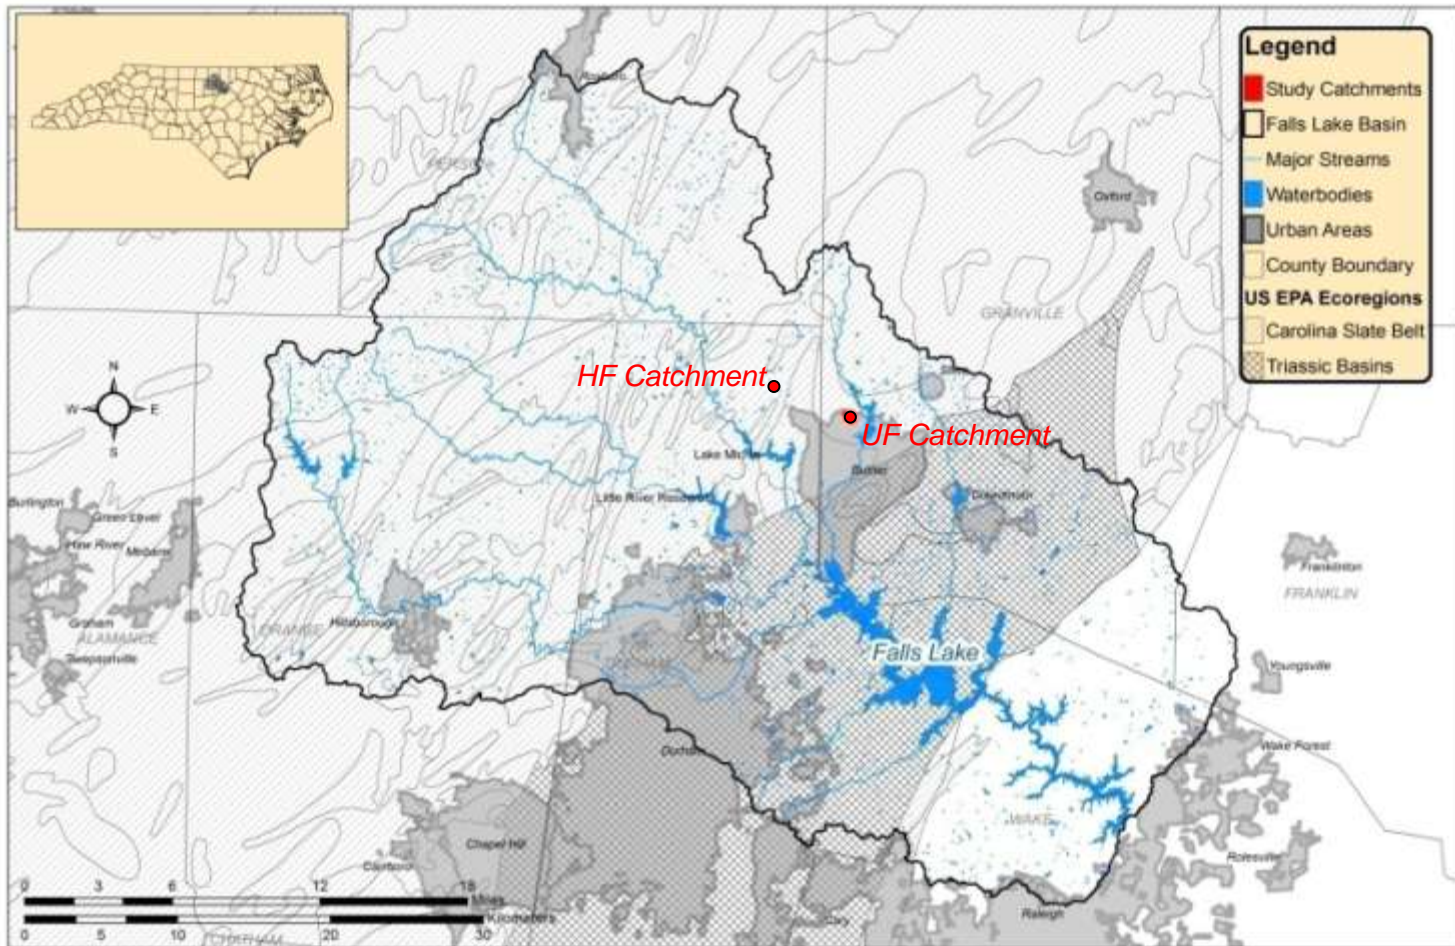 Legend
Study Catchments
Falls Lake Basin
Major Streams
Waterbodies
Urban Areas
County Boundary
US EPA Ecoregions
Carolina Slate Belt
Triassic Basins
Roxboro
PERSON
Oxford
GRANVILLE
N
W
E
S
HF Catchment
UF Catchment
Lake Michie
Butner
Little River Reservoir
Creedmoor
Burlington
Green Level
Haw River
Mebane
Graham
ALAMANCE
Swepsonville
ORANGE
Hillsborough
Franklinton
FRANKLIN
Falls Lake
Youngsville
Durham
Wake Forest
WAKE
Rolesville
Chapel Hill
Carrboro
Cary
Raleigh
CHATHAM
0 3 6 12 18
Miles
Kilometers
0 5 10 20 30